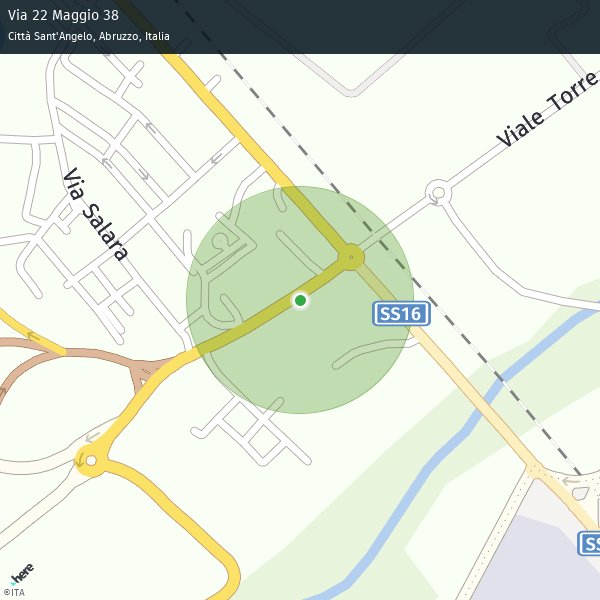 Via 22 Maggio 38
Città Sant'Angelo, Abruzzo, Italia
Viale Torre
Via Salara
SS16
SS
here
©ITA